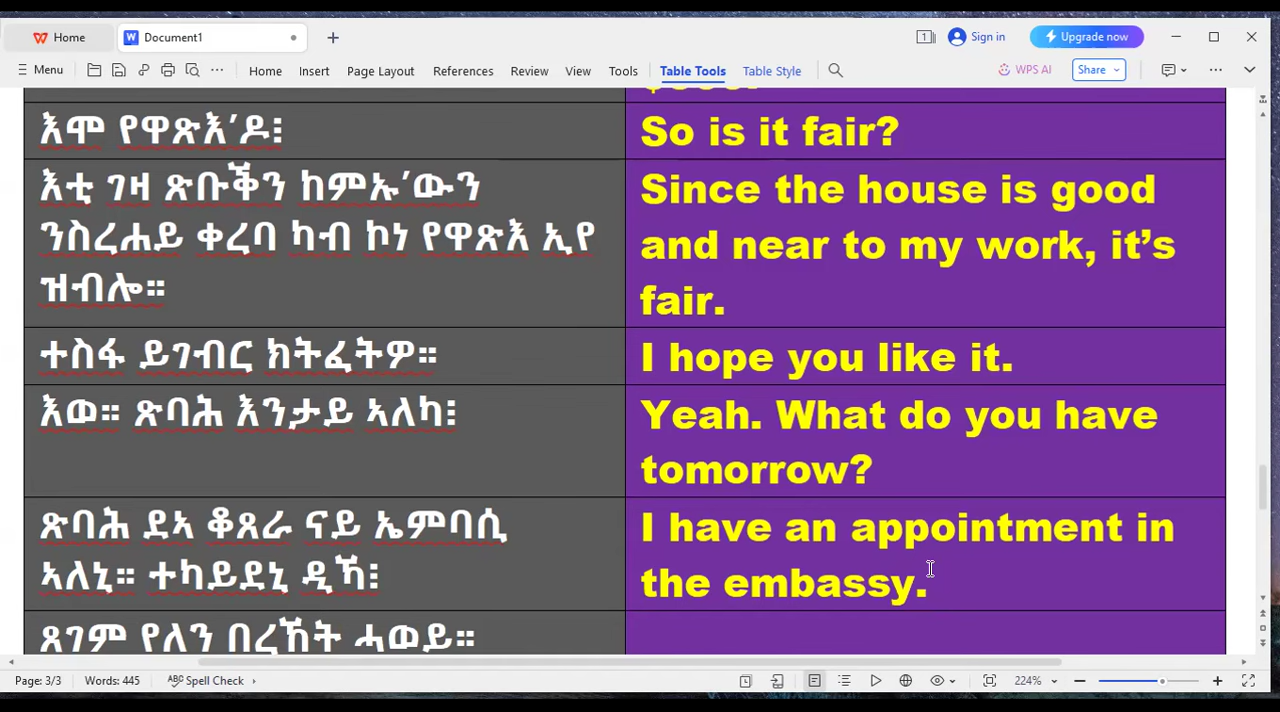 Home
Document1
1
Sign in
Upgrade now
Menu
Home Insert Page Layout References Review View Tools Table Tools Table Style
WPS AI
Share
እሞ የዋጽእ’ዶ፧
So is it fair?
እቲ ገዛ ጽቡቕን ከምኡ’ውን
ንስረሐይ ቀረባ ካብ ኮነ የዋጽእ ኢየ
ዝብሎ።
Since the house is good
and near to my work, it’s
fair.
ተስፋ ይገብር ክትፈትዎ።
I hope you like it.
እወ። ጽባሕ እንታይ ኣለካ፧
Yeah. What do you have
tomorrow?
ጽባሕ ደኣ ቆጸራ ናይ ኤምባሲ
ኣለኒ። ተካይደኒ ዲኻ፧
I have an appointment in
the embassy.
ጸገም የለን በረኸት ሓወይ።
Page: 3/3
Words: 445
Spell Check
224%